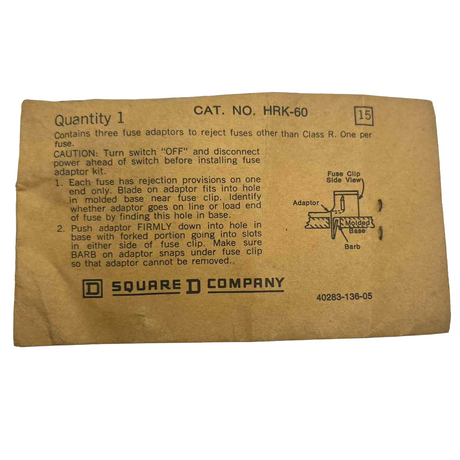 Quantity 1
CAT. NO. HRK-60
15
Contains three fuse adaptors to reject fuses other than Class R. One per
fuse.
CAUTION: Turn switch "OFF" and disconnect
power ahead of switch before installing fuse
adaptor kit.
1. Each fuse has rejection provisions on one
end only. Blade on adaptor fits into hole
in molded base near fuse clip. Identify
whether adaptor goes on line or load end
of fuse by finding this hole in base.
2. Push adaptor FIRMLY down into hole in
base with forked portion going into slots
in either side of fuse clip. Make sure
BARB on adaptor snaps under fuse clip
so that adaptor cannot be removed..
Fuse Clip
Side View
Adaptor
Molded
Base
Barb
D SQUARE D COMPANY
40283-136-05